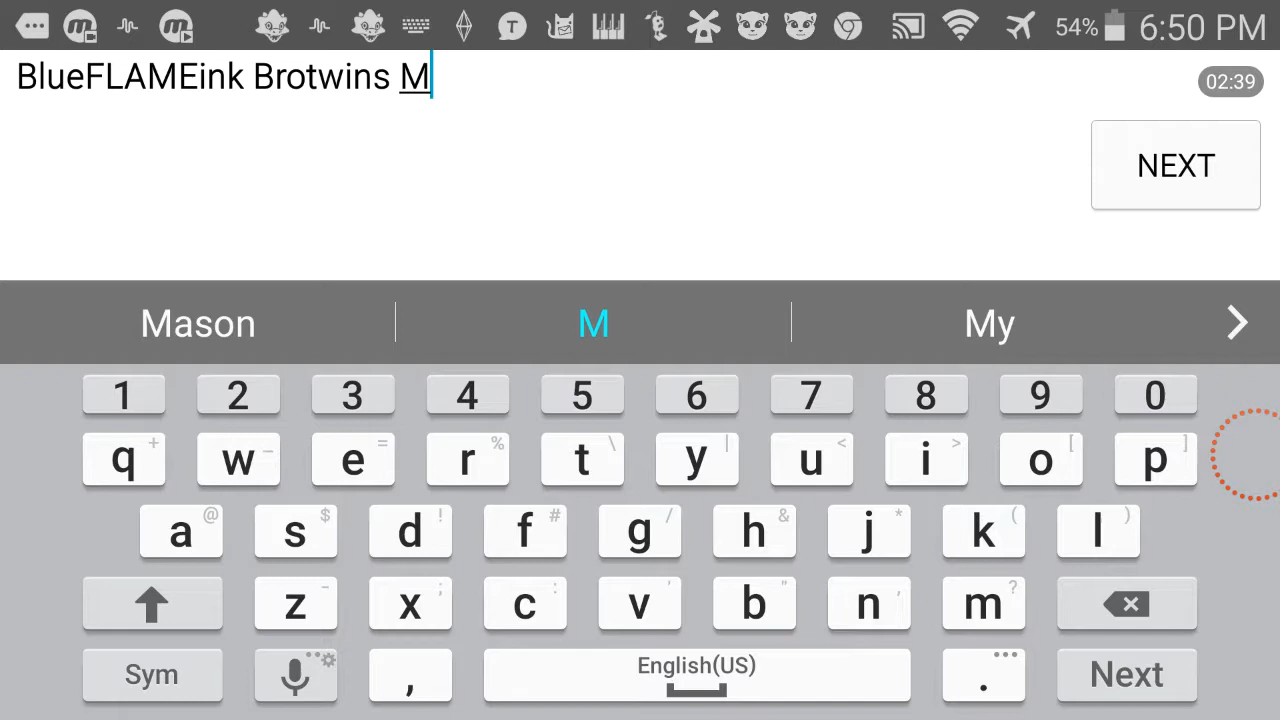 54% 6:50 PM
BlueFLAMEink Brotwins M
02:39
NEXT
Mason M My
1 2 3 4 5 6 7 8 9 0
q + w - e = r % t \ y | u < i > o [ p ]
a @ s $ d ! f # g / h & j * k ( l )
z - x ; c : v ' b " n , m ?
Sym , English(US) . Next